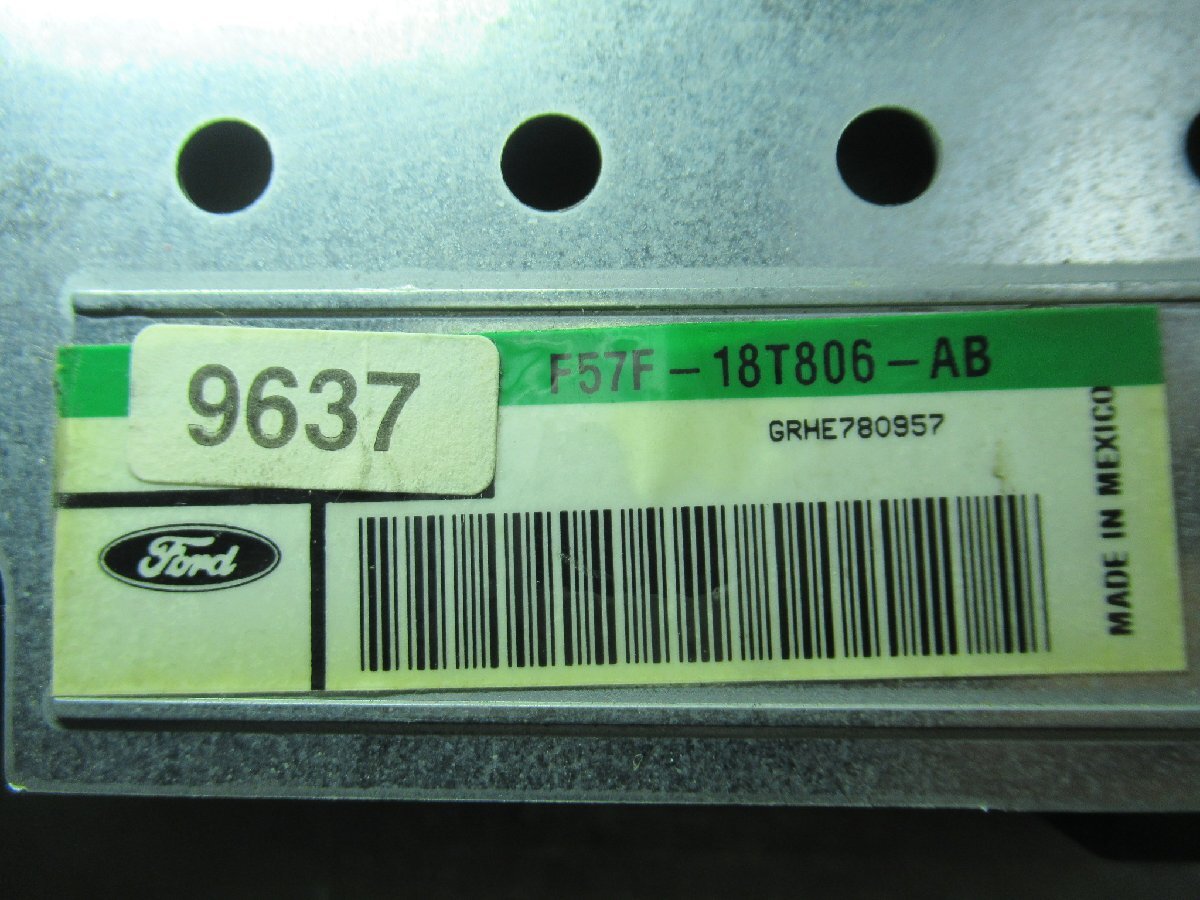 9637
F57F-18T806-AB
GRHE780957
Ford
MADE IN MEXICO